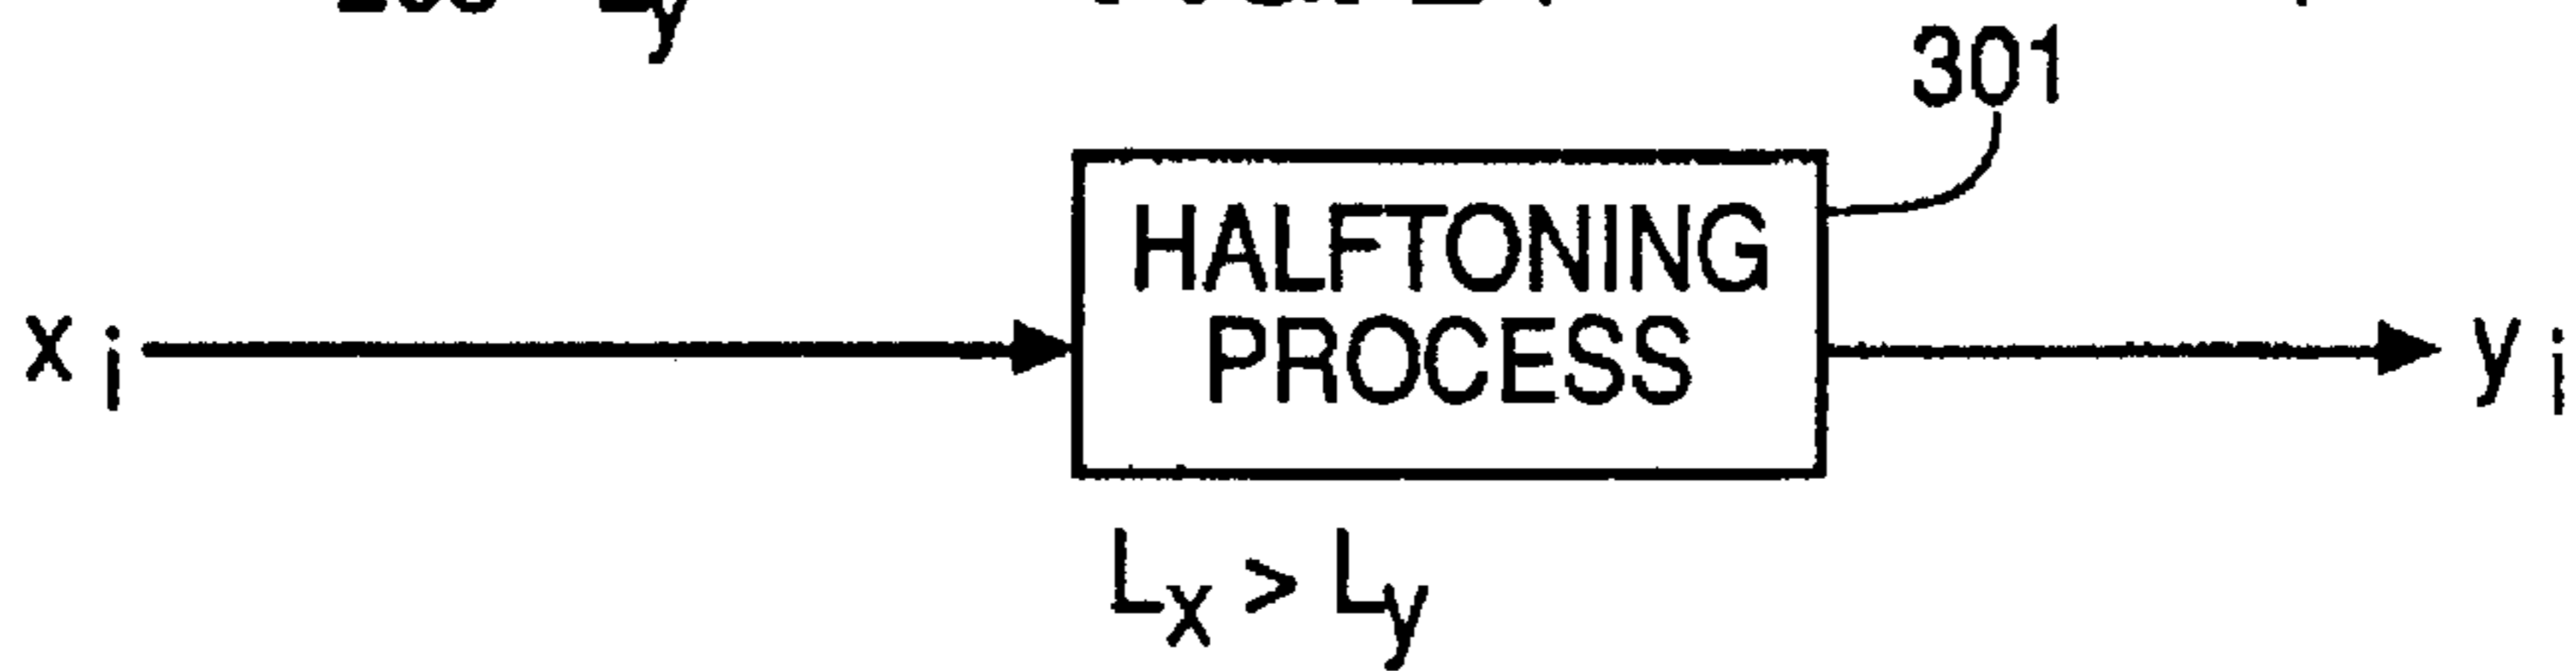 301
HALFTONING
PROCESS
x i
y i
Lx > Ly